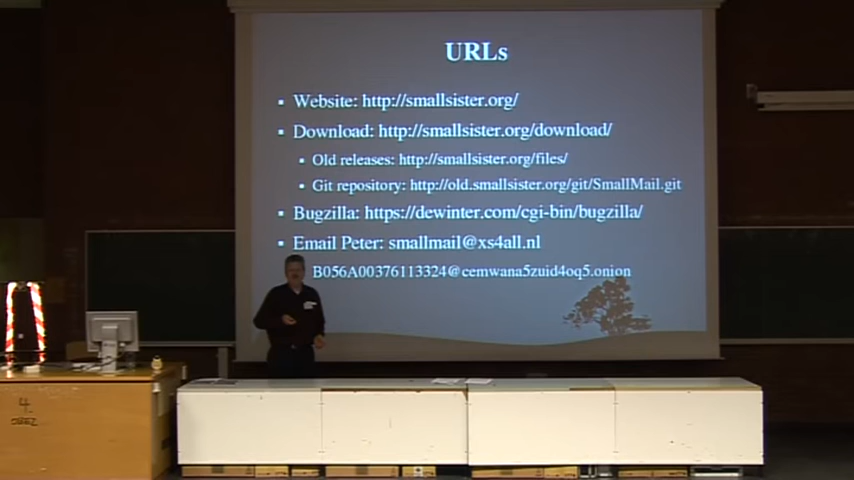 URLs
Website: http://smallsister.org/
Download: http://smallsister.org/download/
Old releases: http://smallsister.org/files/
Git repository: http://old.smallsister.org/git/SmallMail.git
Bugzilla: https://dewinter.com/cgi-bin/bugzilla/
Email Peter: smallmail@xs4all.nl
B056A00376113324@cemwana5zuid4oq5.onion